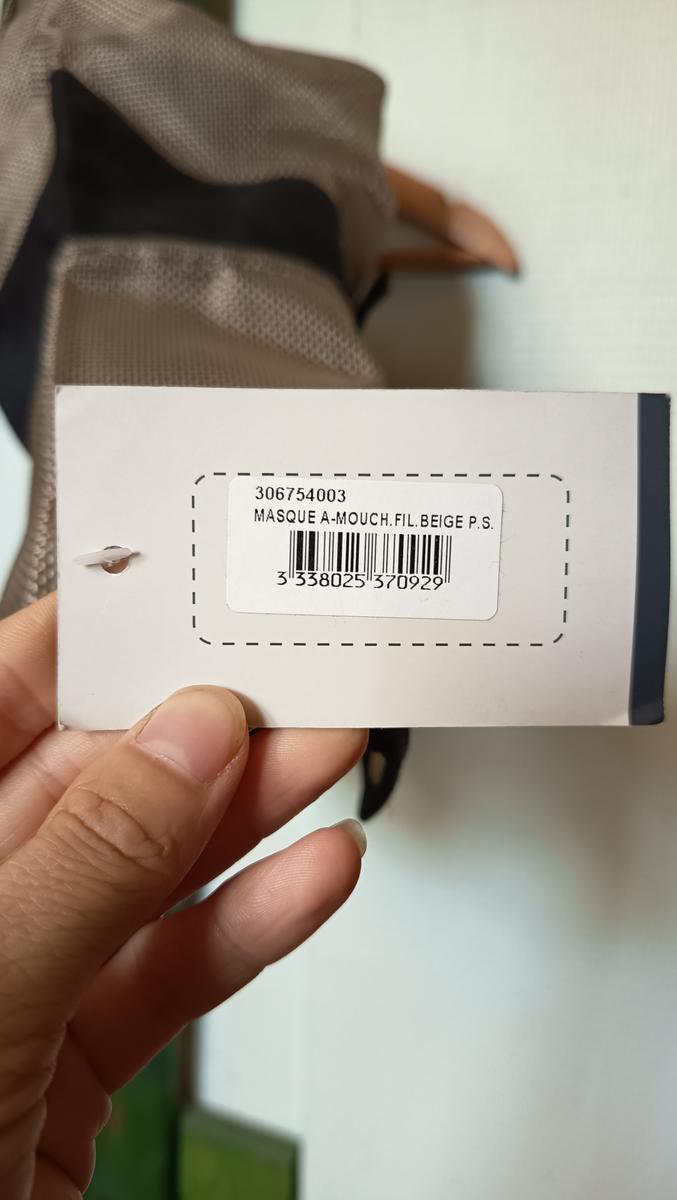 306754003
MASQUE A-MOUCH.FIL.BEIGE P.S.
3 338025 370929